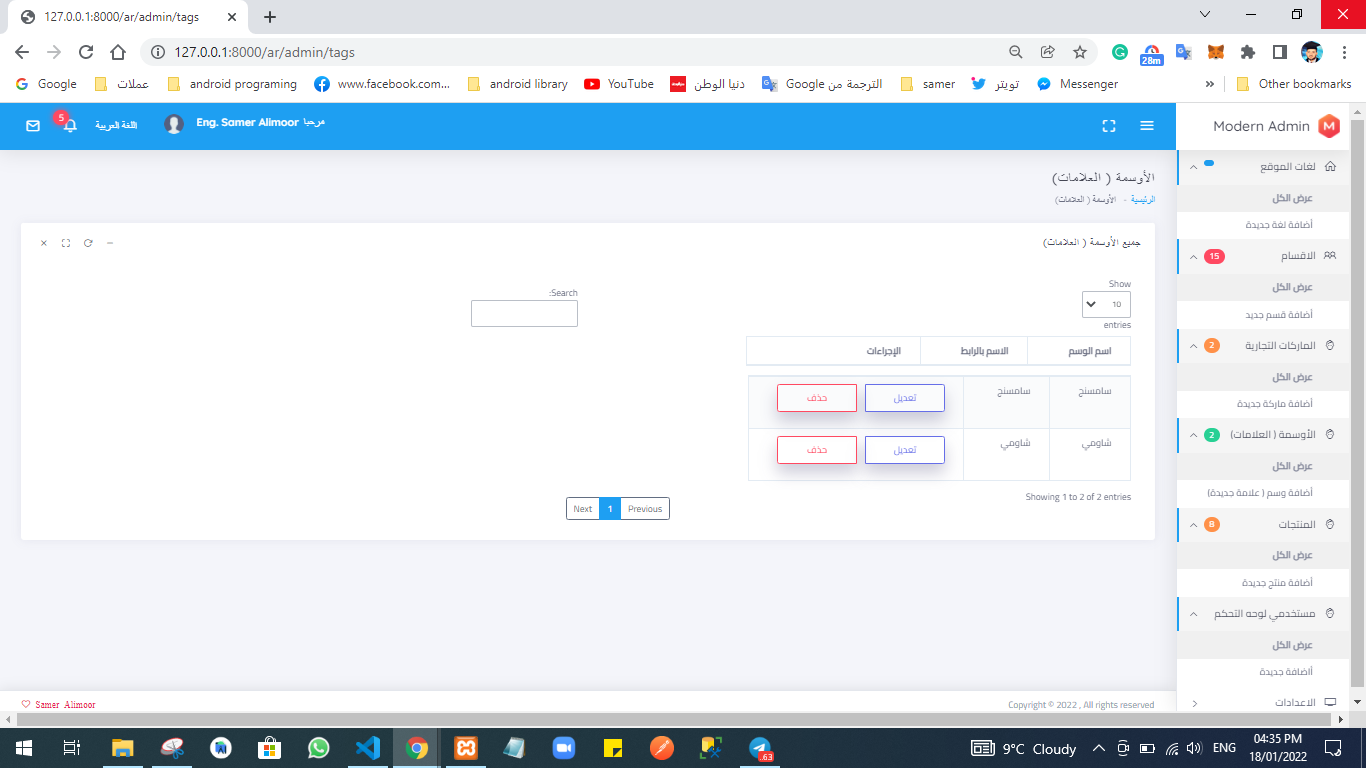 127.0.0.1:8000/ar/admin/tags
127.0.0.1:8000/ar/admin/tags
28m
Google
عملات
android programing
www.facebook.com...
android library
YouTube
دنيا الوطن
الترجمة من Google
samer
تويتر
Messenger
»
Other bookmarks
5
اللغة العربية
مرحبا Eng. Samer Alimoor
Modern Admin
لغات الموقع
عرض الكل
أضافة لغة جديدة
الاقسام 15
عرض الكل
أضافة قسم جديد
الماركات التجارية 2
عرض الكل
أضافة ماركة جديدة
الأوسمة ( العلامات) 2
عرض الكل
أضافة وسم ( علامة جديدة)
المنتجات 8
عرض الكل
أضافة منتج جديدة
مستخدمي لوحه التحكم
عرض الكل
أاضافة جديدة
الاعدادات
الأوسمة ( العلامات)
الرئيسية - الأوسمة ( العلامات)
جميع الأوسمة ( العلامات)
Show
10
entries
Search:
اسم الوسم الاسم بالرابط الإجراءات
سامسنج سامسنج تعديل حذف
شاومي شاومي تعديل حذف
Showing 1 to 2 of 2 entries
Previous 1 Next
Copyright © 2022 , All rights reserved
Samer Alimoor
.63
9°C Cloudy
ENG
04:35 PM
18/01/2022